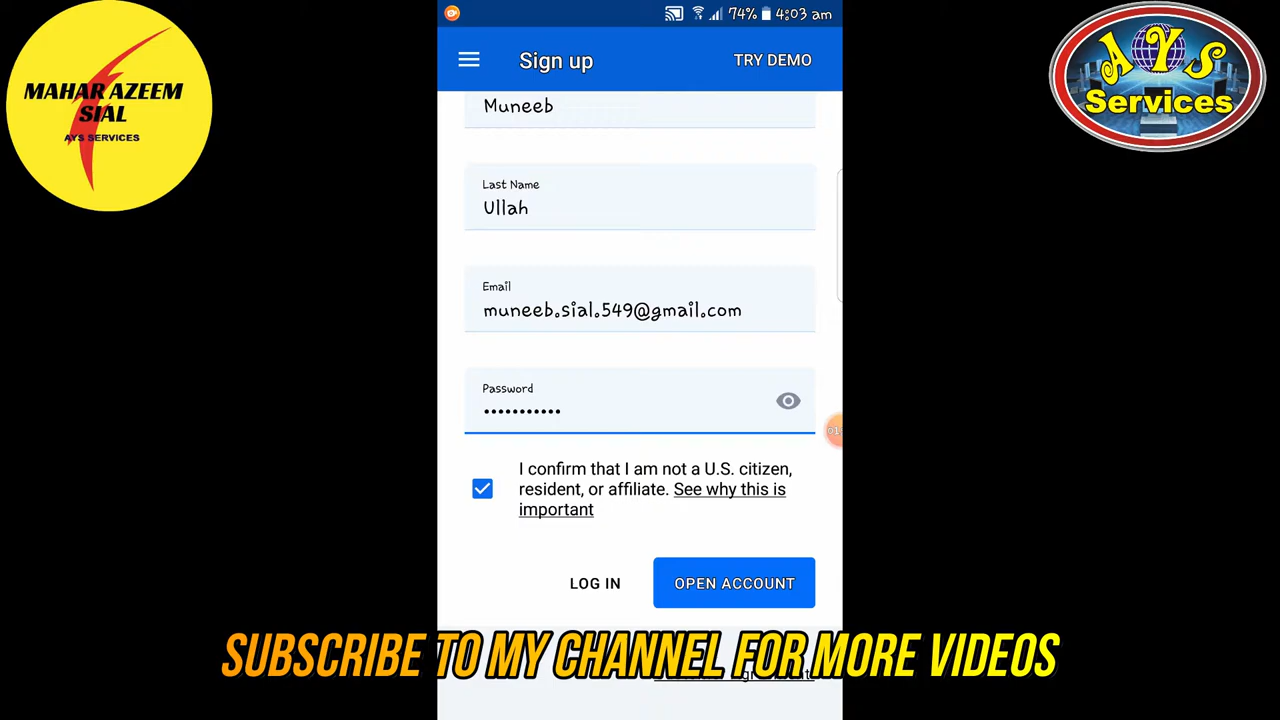 MAHAR AZEEM
SIAL
AYS SERVICES
74% 4:03 am
Sign up
TRY DEMO
AYS
Services
Muneeb
Last Name
Ullah
Email
muneeb.sial.549@gmail.com
Password
•••••••••••
I confirm that I am not a U.S. citizen,
resident, or affiliate. See why this is
important
LOG IN
OPEN ACCOUNT
SUBSCRIBE TO MY CHANNEL FOR MORE VIDEOS